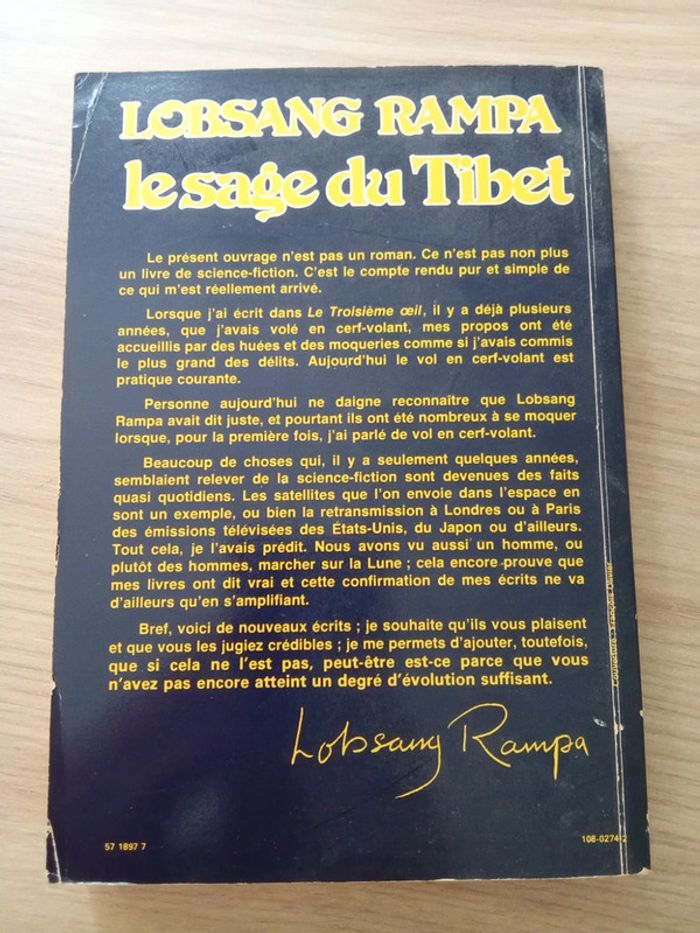 LOBSANG RAMPA
le sage du Tibet
Le présent ouvrage n'est pas un roman. Ce n'est pas non plus
un livre de science-fiction. C'est le compte rendu pur et simple de
ce qui m'est réellement arrivé.
Lorsque j'ai écrit dans Le Troisième œil, il y a déjà plusieurs
années, que j'avais volé en cerf-volant, mes propos ont été
accueillis par des huées et des moqueries comme si j'avais commis
le plus grand des délits. Aujourd'hui le vol en cerf-volant est
pratique courante.
Personne aujourd'hui ne daigne reconnaître que Lobsang
Rampa avait dit juste, et pourtant ils ont été nombreux à se moquer
lorsque, pour la première fois, j'ai parlé de vol en cerf-volant.
Beaucoup de choses qui, il y a seulement quelques années,
semblaient relever de la science-fiction sont devenues des faits
quasi quotidiens. Les satellites que l'on envoie dans l'espace en
sont un exemple, ou bien la retransmission à Londres ou à Paris
des émissions télévisées des États-Unis, du Japon ou d'ailleurs.
Tout cela, je l'avais prédit. Nous avons vu aussi un homme, ou
plutôt des hommes, marcher sur la Lune ; cela encore prouve que
mes livres ont dit vrai et cette confirmation de mes écrits ne va
d'ailleurs qu'en s'amplifiant.
Bref, voici de nouveaux écrits ; je souhaite qu'ils vous plaisent
et que vous les jugiez crédibles ; je me permets d'ajouter, toutefois,
que si cela ne l'est pas, peut-être est-ce parce que vous
n'avez pas encore atteint un degré d'évolution suffisant.
Lobsang Rampa
Couverture : François Olivier
57 1897 7
108-0274-2